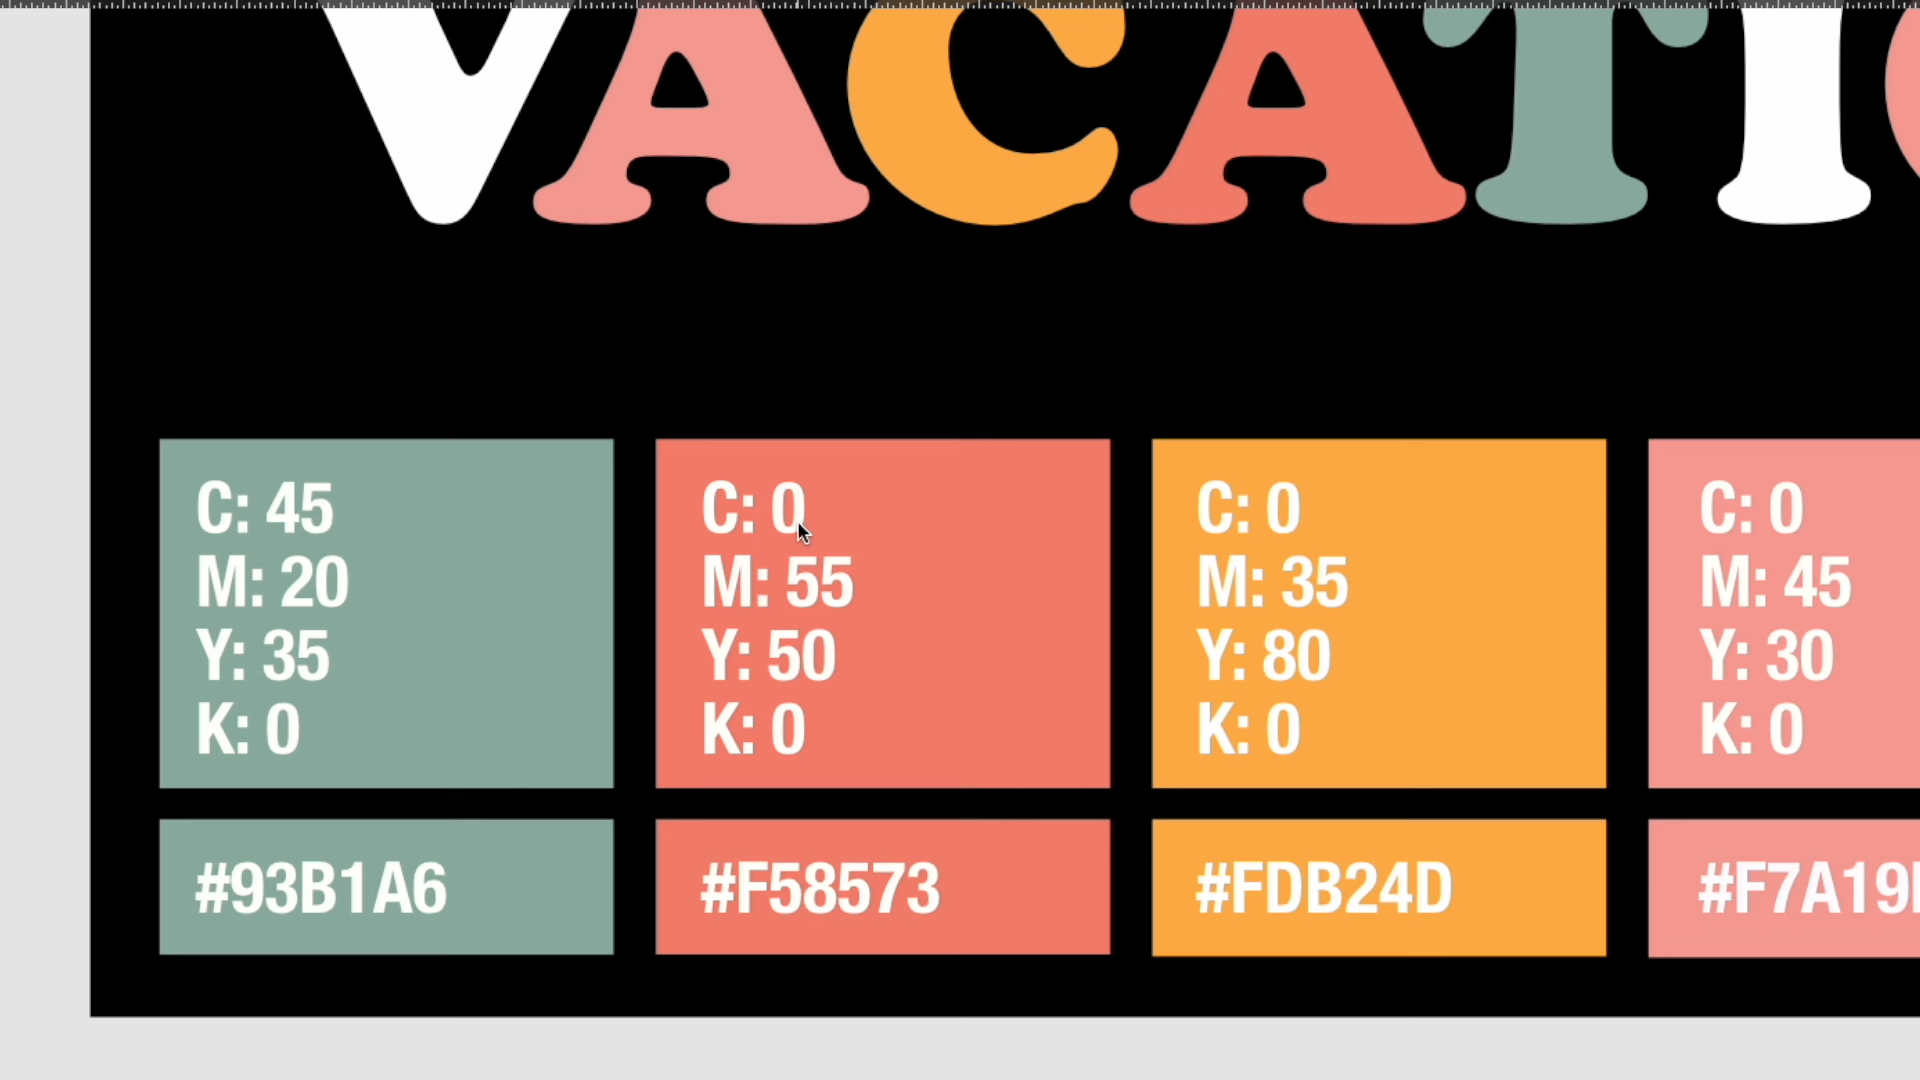 VACATI
C: 45
M: 20
Y: 35
K: 0
#93B1A6
C: 0
M: 55
Y: 50
K: 0
#F58573
C: 0
M: 35
Y: 80
K: 0
#FDB24D
C: 0
M: 45
Y: 30
K: 0
#F7A19